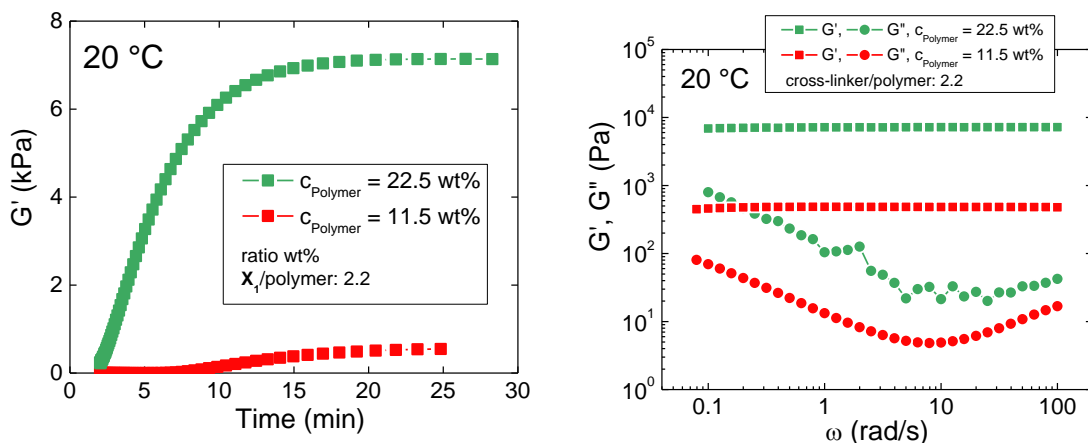 8
6
4
2
0
G' (kPa)
20 °C
c_Polymer = 22.5 wt%
c_Polymer = 11.5 wt%
ratio wt%
X_1/polymer: 2.2
0 5 10 15 20 25 30
Time (min)
G', G", c_Polymer = 22.5 wt%
G', G", c_Polymer = 11.5 wt%
cross-linker/polymer: 2.2
20 °C
10^5
10^4
10^3
10^2
10^1
10^0
G', G" (Pa)
0.1 1 10 100
ω (rad/s)